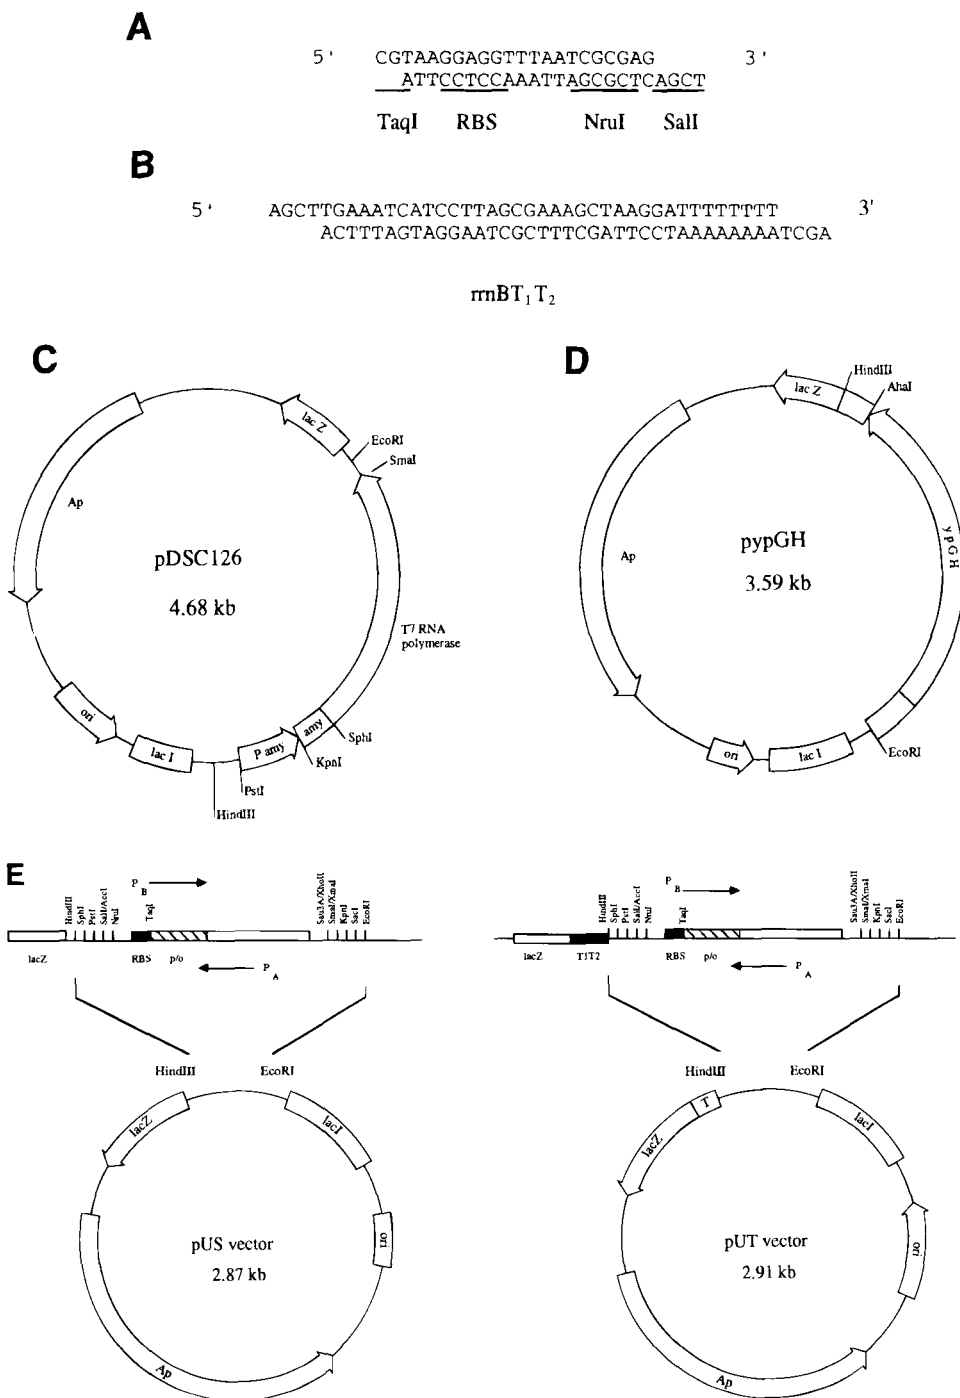 A
5' CGTAAGGAGGTTTAATCGCGAG 3'
ATTCCTCCAAATTAGCGCTCAGCT
TaqI RBS NruI SalI
B
5' AGCTTGAAATCATCCTTAGCGAAAGCTAAGGATTTTTTTT 3'
ACTTTAGTAGGAATCGCTTTCGATTCCTAAAAAAAATCGA
rrnBT1T2
C
lac Z
EcoRI
SmaI
Ap
pDSC126
4.68 kb
T7 RNA
polymerase
ori
lac I
P amy
amy
SphI
KpnI
PstI
HindIII
D
HindIII
lac Z
AhaI
Ap
pypGH
3.59 kb
ypGH
ori
lac I
EcoRI
E
PB
HindIII
SphI
PstI
SalI/AccI
NruI
TaqI
Sau3A/XhoII
SmaI/XmaI
KpnI
SacI
EcoRI
lacZ RBS p/o PA
HindIII EcoRI
lacZ
lacI
ori
pUS vector
2.87 kb
Ap
PB
HindIII
SphI
PstI
SalI/AccI
NruI
TaqI
Sau3A/XhoII
SmaI/XmaI
KpnI
SacI
EcoRI
lacZ T1T2 RBS p/o PA
HindIII EcoRI
T
lacZ
lacI
ori
pUT vector
2.91 kb
Ap